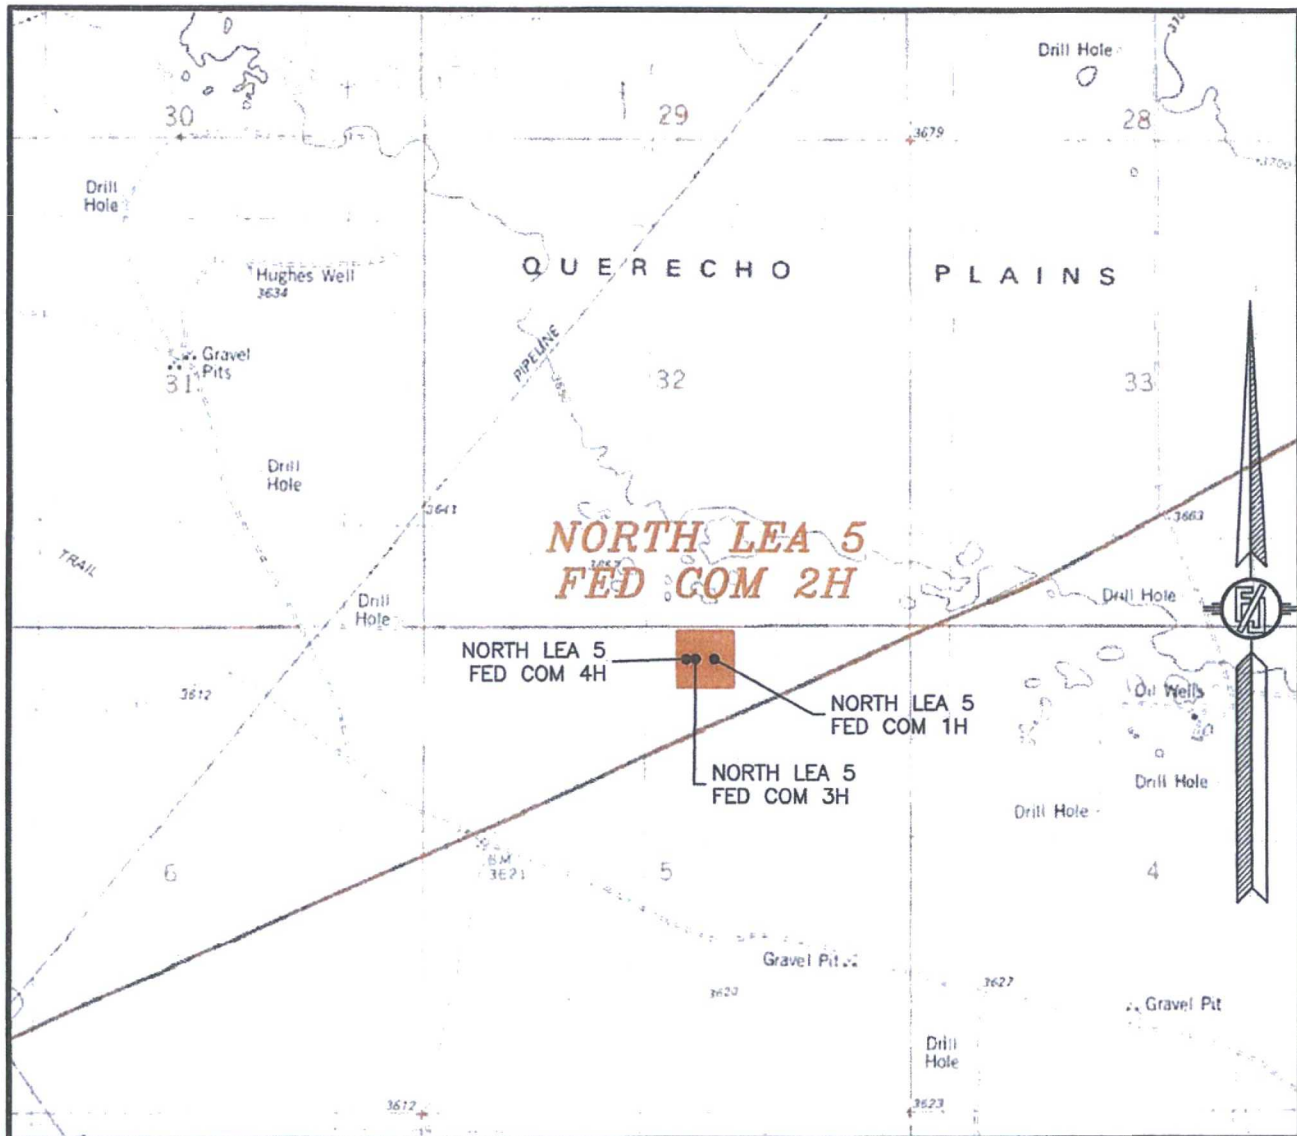 Drill Hole
30
29
28
3679
3700
Drill
Hole
QUERECHO PLAINS
Hughes Well
3634
PIPELINE
Gravel
Pits
31
32
33
Drill
Hole
3641
3663
NORTH LEA 5
FED COM 2H
TRAIL
Drill
Hole
Drill Hole
NORTH LEA 5
FED COM 4H
3612
NORTH LEA 5
FED COM 1H
Oil Wells
NORTH LEA 5
FED COM 3H
Drill Hole
Drill Hole
6
BM
3621
5
4
Gravel Pit
3620
3627
Gravel Pit
Drill
Hole
3612
3623